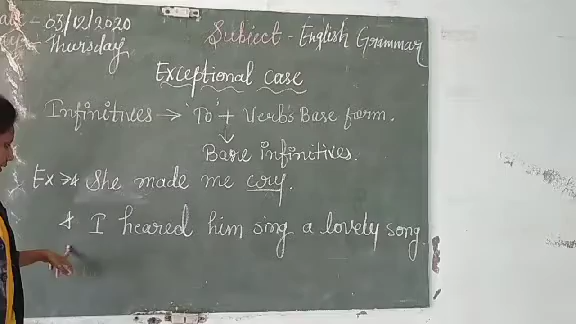 03/12/2020
Thursday
Subject - English Grammar
Exceptional case
Infinitives → 'To' + Verb's Base form.
↓
Bare infinitives.
Ex → * She made me cry.
* I heared him sing a lovely song.